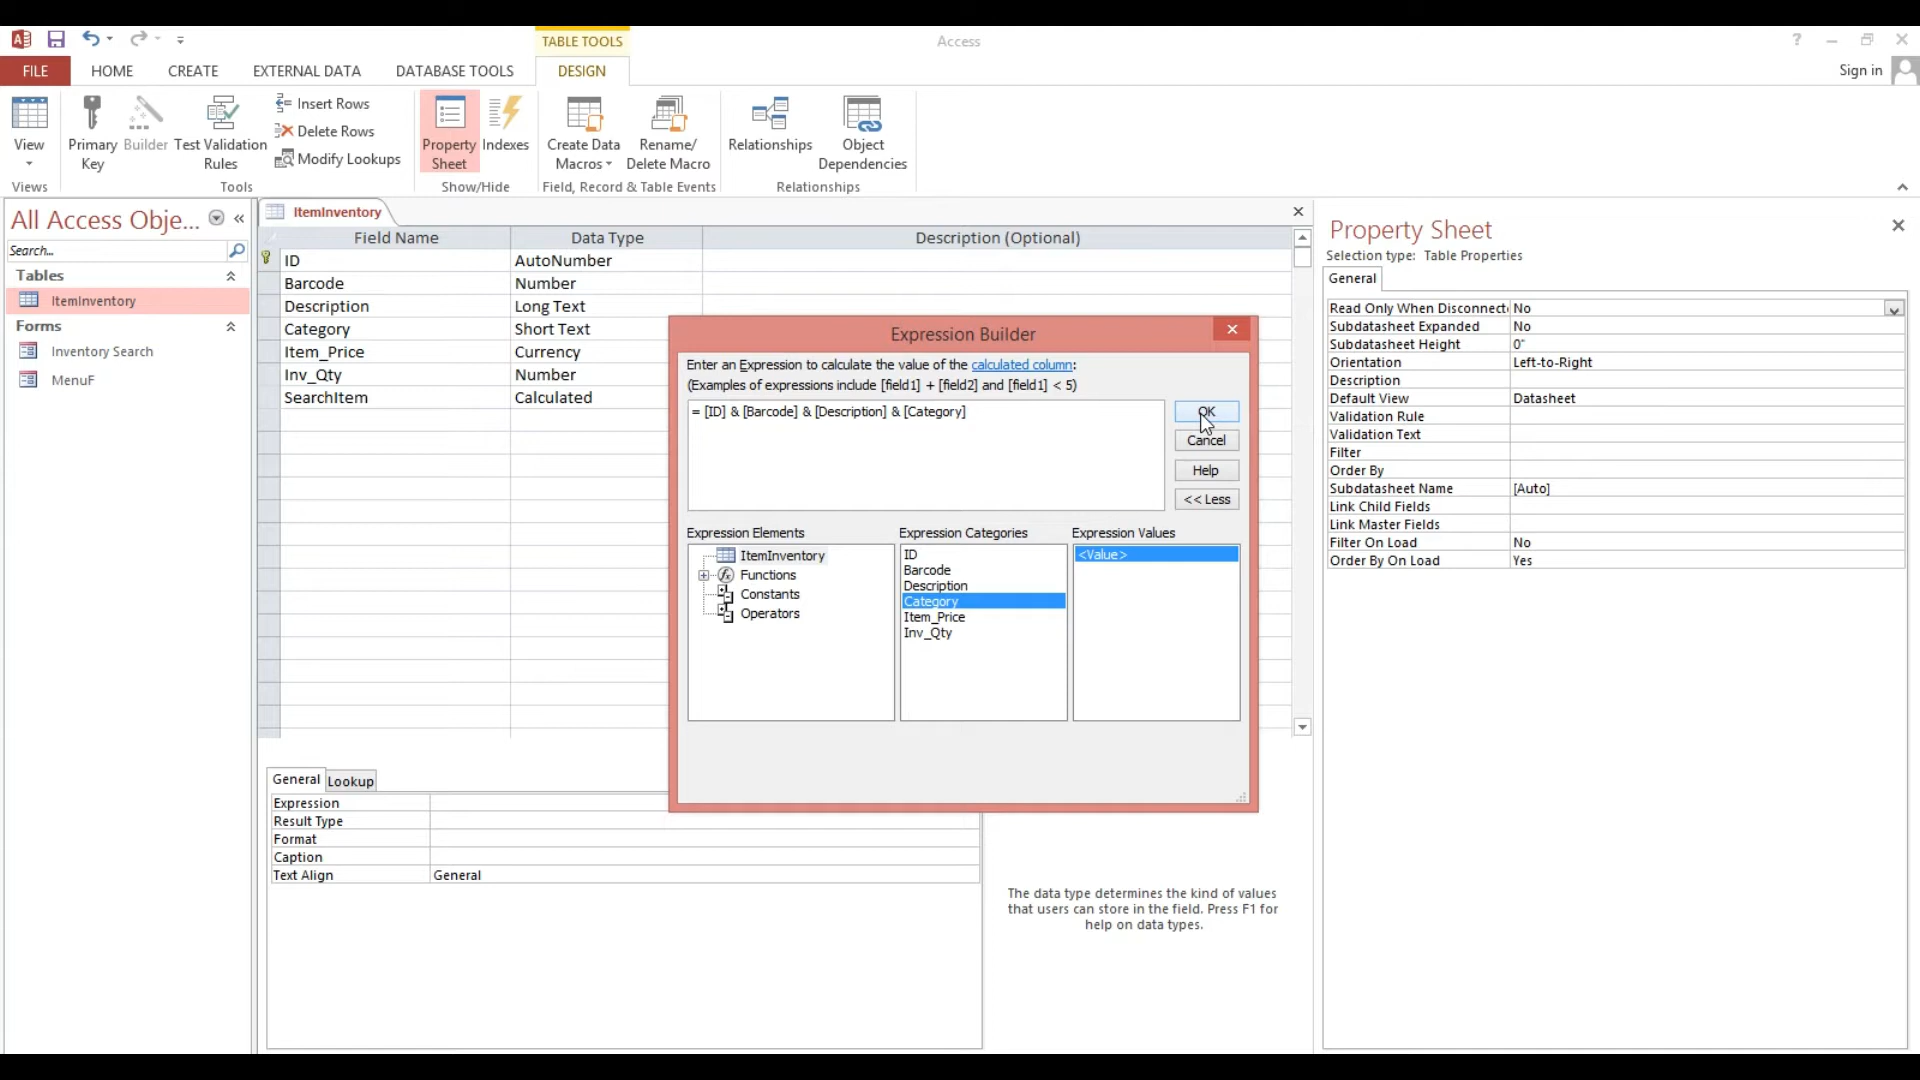 TABLE TOOLS
Access
?
FILE
HOME
CREATE
EXTERNAL DATA
DATABASE TOOLS
DESIGN
Sign in
View
Primary Key
Builder
Test Validation Rules
Insert Rows
Delete Rows
Modify Lookups
Property Sheet
Indexes
Create Data Macros
Rename/ Delete Macro
Relationships
Object Dependencies
Views
Tools
Show/Hide
Field, Record & Table Events
Relationships
All Access Obje...
Search...
Tables
ItemInventory
Forms
Inventory Search
MenuF
ItemInventory
Field Name Data Type Description (Optional)
ID AutoNumber
Barcode Number
Description Long Text
Category Short Text
Item_Price Currency
Inv_Qty Number
SearchItem Calculated
Expression Builder
Enter an Expression to calculate the value of the calculated column:
(Examples of expressions include [field1] + [field2] and [field1] < 5)
= [ID] & [Barcode] & [Description] & [Category]
OK
Cancel
Help
<< Less
Expression Elements
ItemInventory
Functions
Constants
Operators
Expression Categories
ID
Barcode
Description
Category
Item_Price
Inv_Qty
Expression Values
<Value>
General Lookup
Expression
Result Type
Format
Caption
Text Align General
The data type determines the kind of values
that users can store in the field. Press F1 for
help on data types.
Property Sheet
Selection type: Table Properties
General
Read Only When Disconnect No
Subdatasheet Expanded No
Subdatasheet Height 0"
Orientation Left-to-Right
Description
Default View Datasheet
Validation Rule
Validation Text
Filter
Order By
Subdatasheet Name [Auto]
Link Child Fields
Link Master Fields
Filter On Load No
Order By On Load Yes